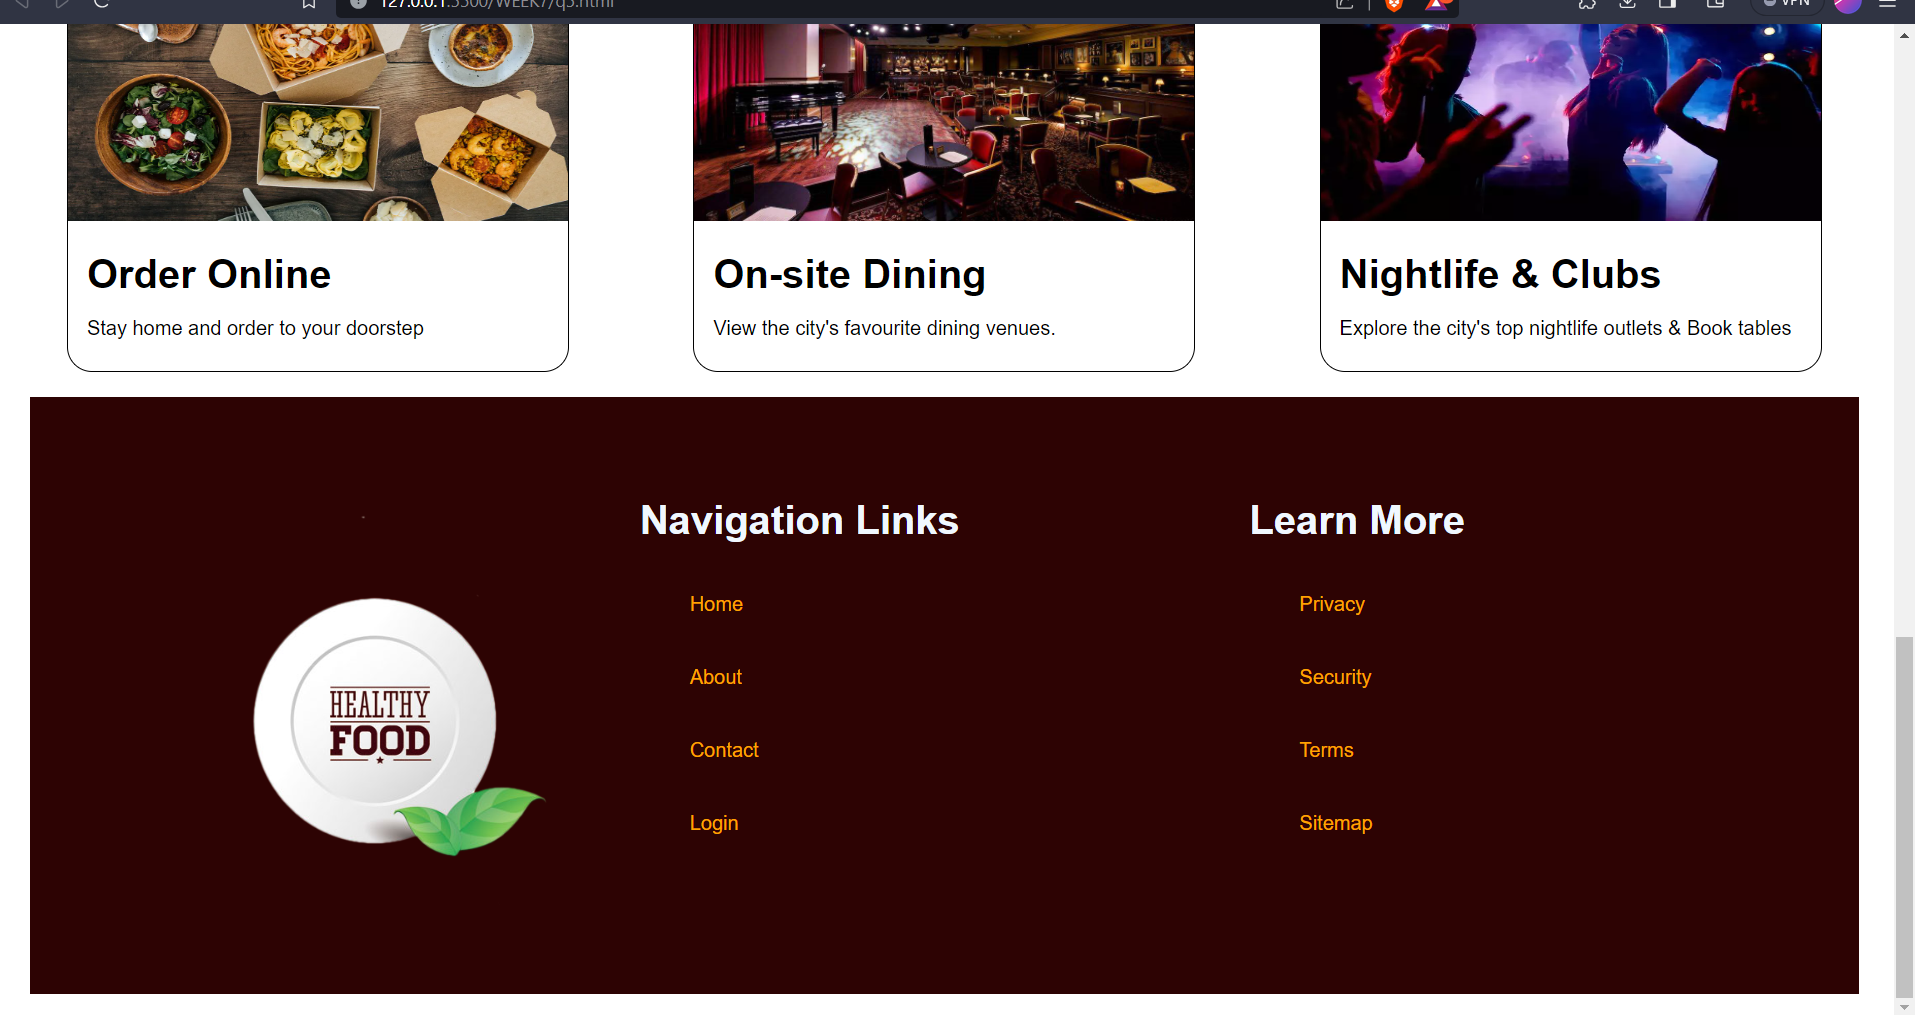 127.0.0.1:5500/WEEK7/q5.html
VPN
Order Online
Stay home and order to your doorstep
On-site Dining
View the city's favourite dining venues.
Nightlife & Clubs
Explore the city's top nightlife outlets & Book tables
HEALTHY
FOOD
Navigation Links
Home
About
Contact
Login
Learn More
Privacy
Security
Terms
Sitemap